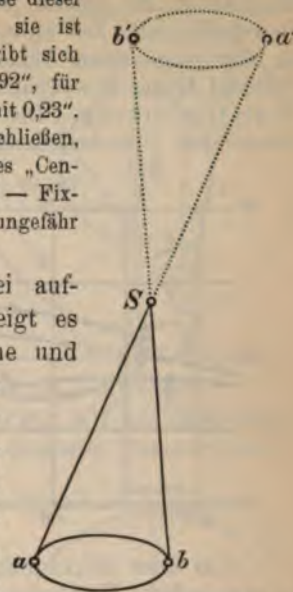 sie ist
ibt sich
92", für
nit 0,23".
chließen,
es „Cen-
— Fix-
ungefähr
ei auf-
eigt es
ne und
b′ a′
S
a b